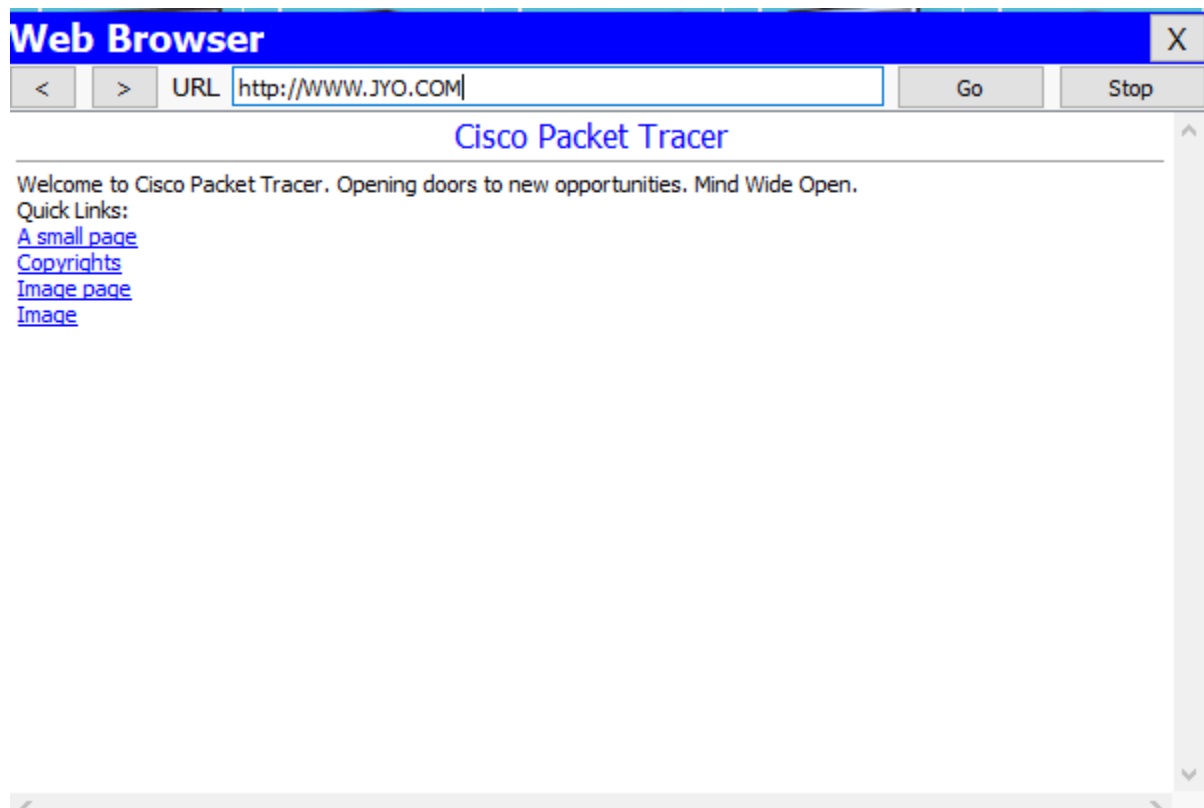 Web Browser X
< > URL http://WWW.JYO.COM Go Stop
Cisco Packet Tracer
Welcome to Cisco Packet Tracer. Opening doors to new opportunities. Mind Wide Open.
Quick Links:
A small page
Copyrights
Image page
Image